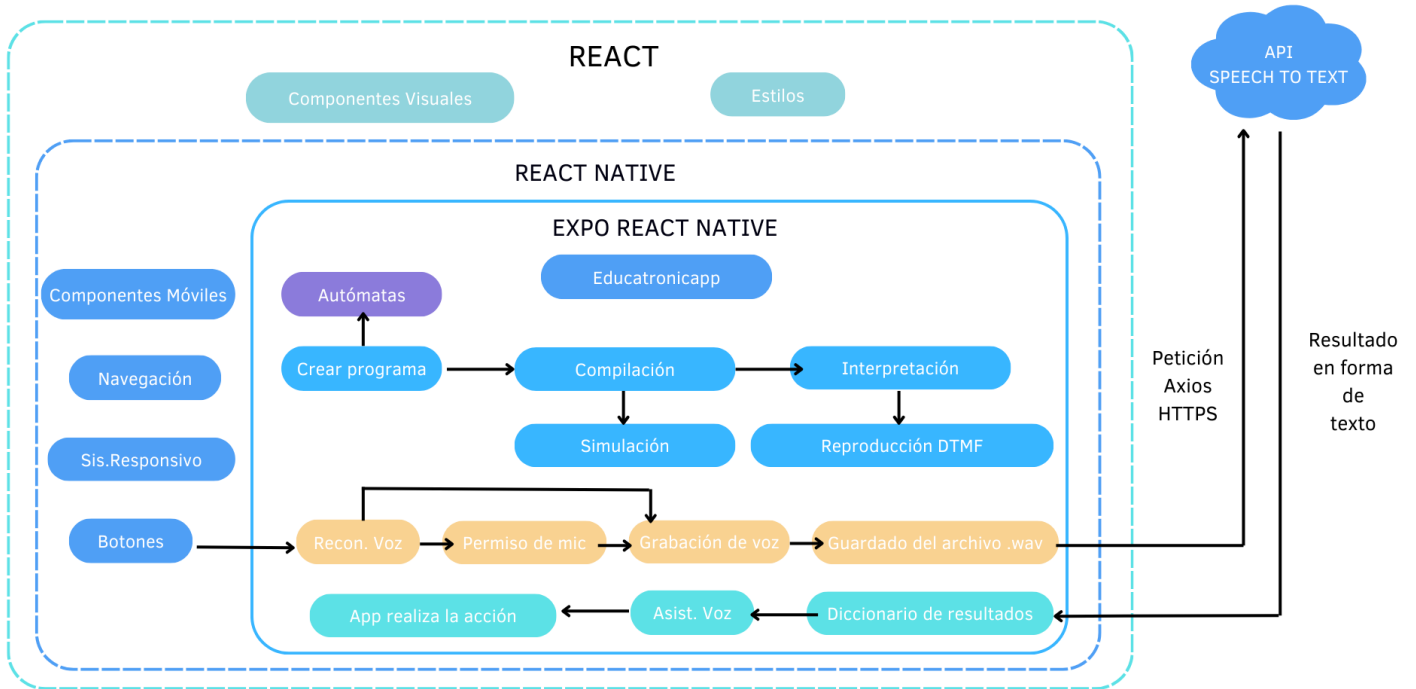 REACT
API
SPEECH TO TEXT
Componentes Visuales
Estilos
REACT NATIVE
EXPO REACT NATIVE
Educatronicapp
Componentes Móviles
Autómatas
Navegación
Crear programa
Compilación
Interpretación
Petición
Axios
HTTPS
Resultado
en forma
de
texto
Sis.Responsivo
Simulación
Reproducción DTMF
Botones
Recon. Voz
Permiso de mic
Grabación de voz
Guardado del archivo .wav
App realiza la acción
Asist. Voz
Diccionario de resultados